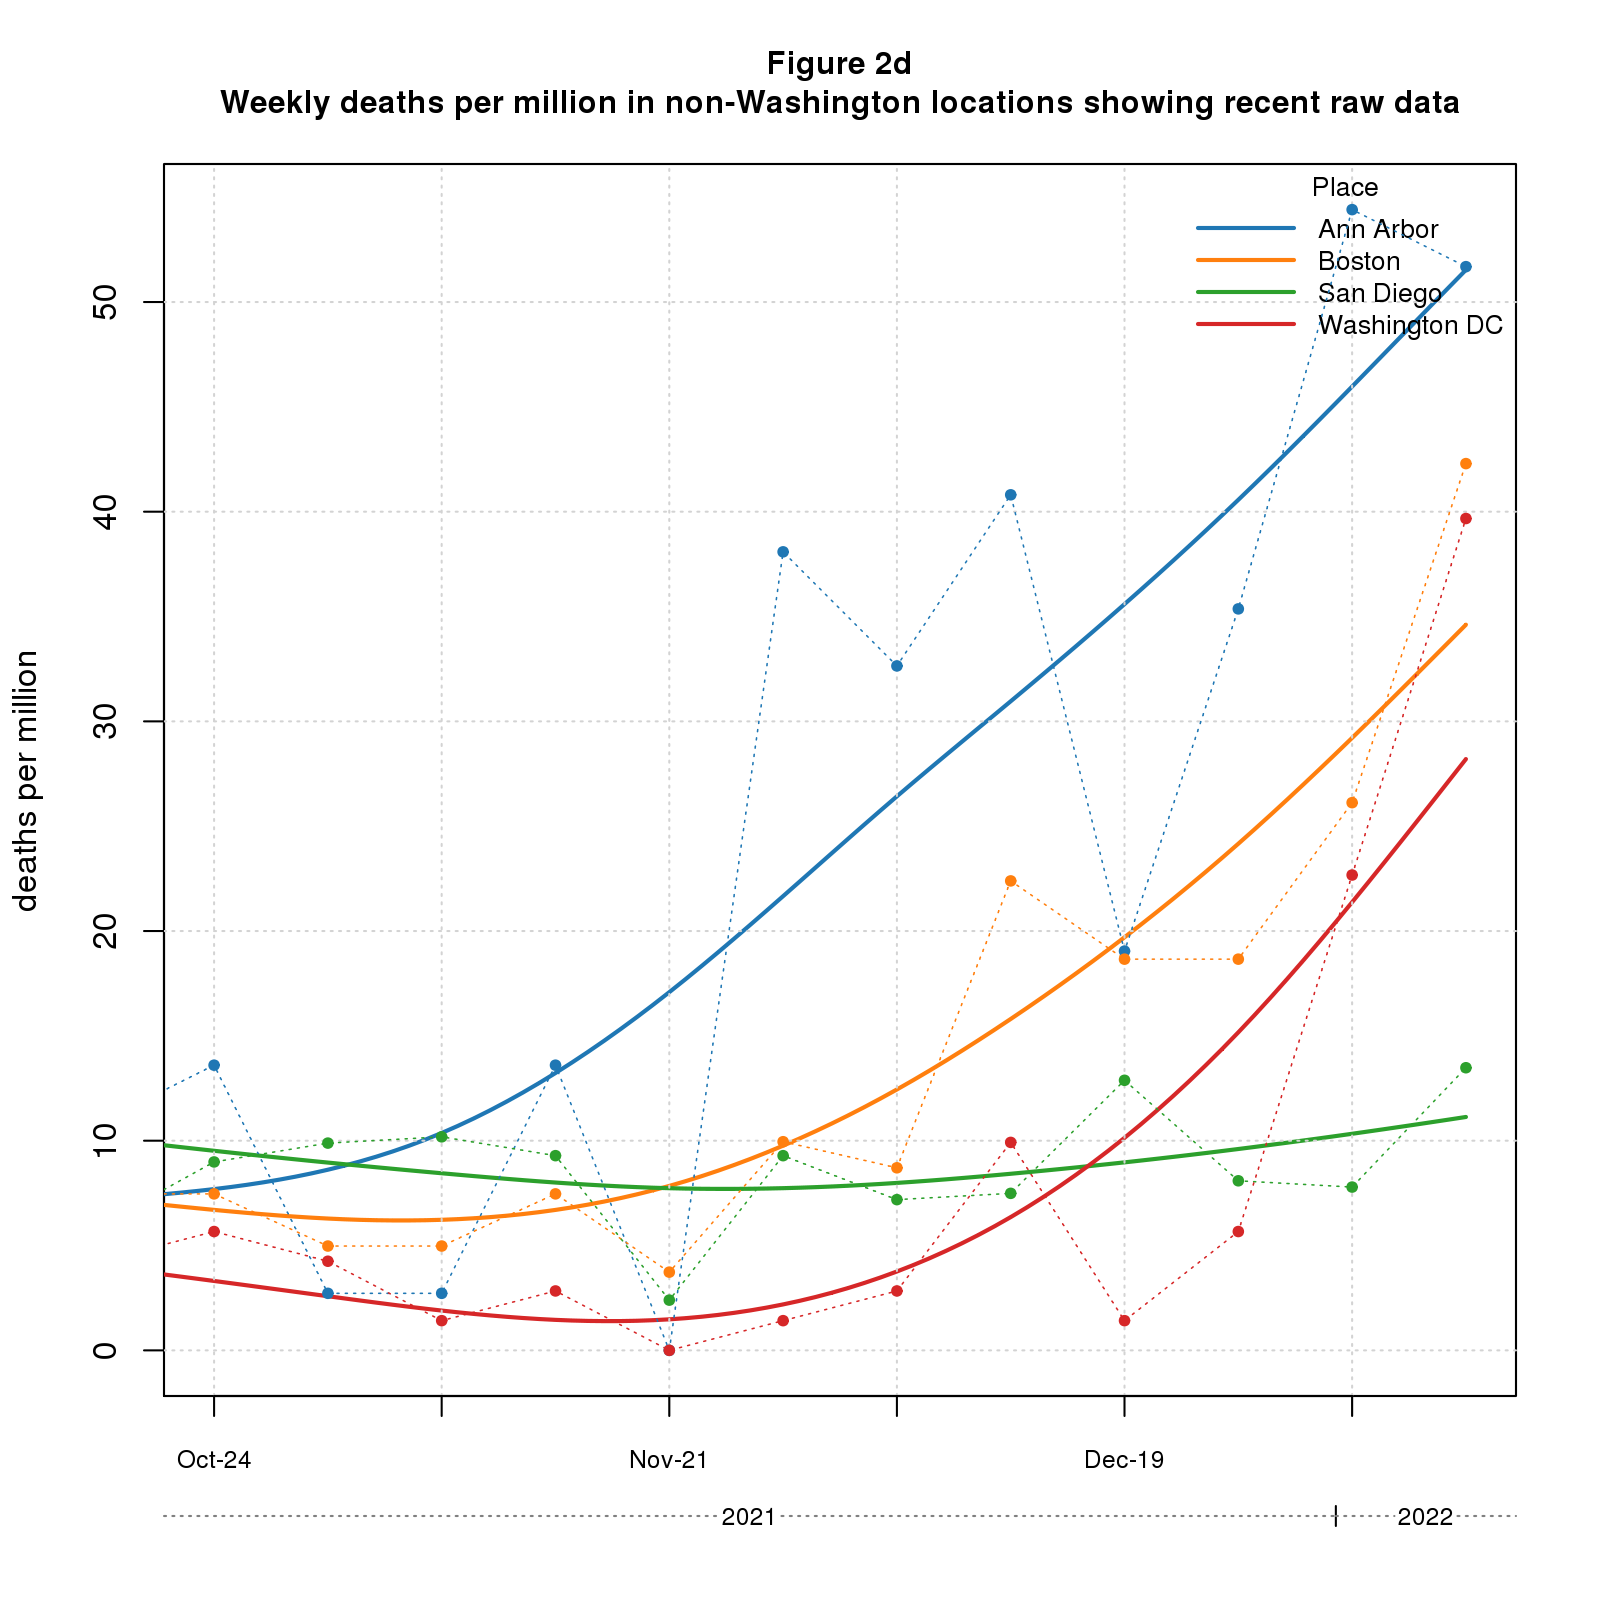 Figure 2d
Weekly deaths per million in non-Washington locations showing recent raw data
Place
Ann Arbor
Boston
San Diego
Washington DC
deaths per million
50
40
30
20
10
0
Oct-24
Nov-21
Dec-19
2021
2022